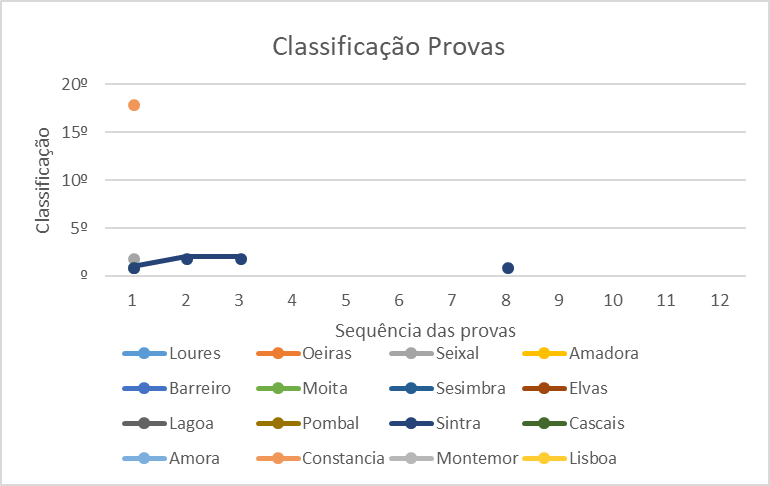 Classificação Provas
20º
15º
10º
5º
º
Classificação
1 2 3 4 5 6 7 8 9 10 11 12
Sequência das provas
Loures Oeiras Seixal Amadora
Barreiro Moita Sesimbra Elvas
Lagoa Pombal Sintra Cascais
Amora Constancia Montemor Lisboa